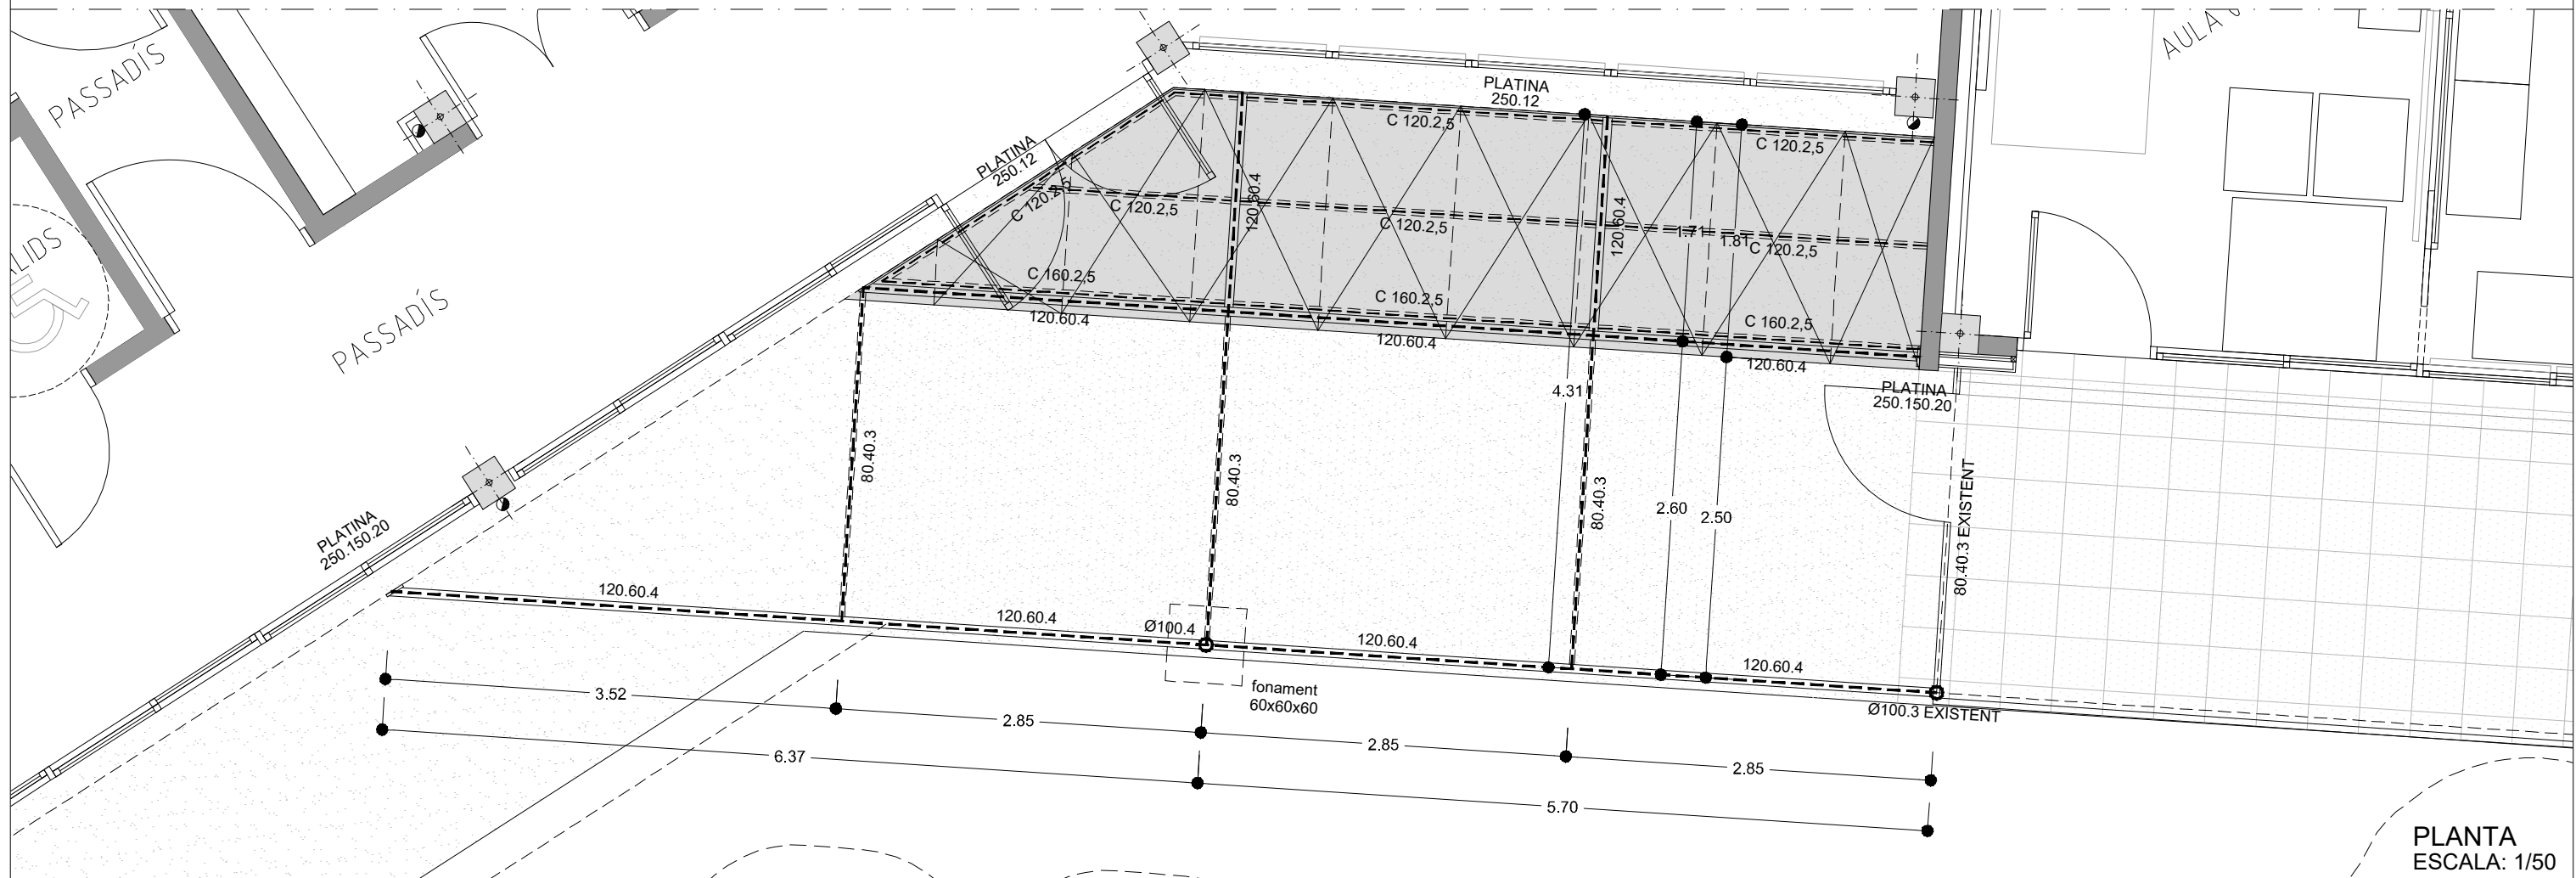 PASSADÍS
AULA
PLATINA
250.12
C 120.2,5
C 120.2,5
PLATINA
250.12
C 120.2,5
C 120.2,5
120.60.4
C 120.2,5
120.60.4
1.71
1.81
C 120.2,5
ALIDS
PASSADÍS
C 160.2,5
C 160.2,5
C 160.2,5
120.60.4
120.60.4
120.60.4
4.31
PLATINA
250.150.20
80.40.3
80.40.3
80.40.3
80.40.3 EXISTENT
2.60
2.50
PLATINA
250.150.20
120.60.4
120.60.4
Ø100.4
120.60.4
120.60.4
fonament
60x60x60
Ø100.3 EXISTENT
3.52
2.85
2.85
2.85
6.37
5.70
PLANTA
ESCALA: 1/50